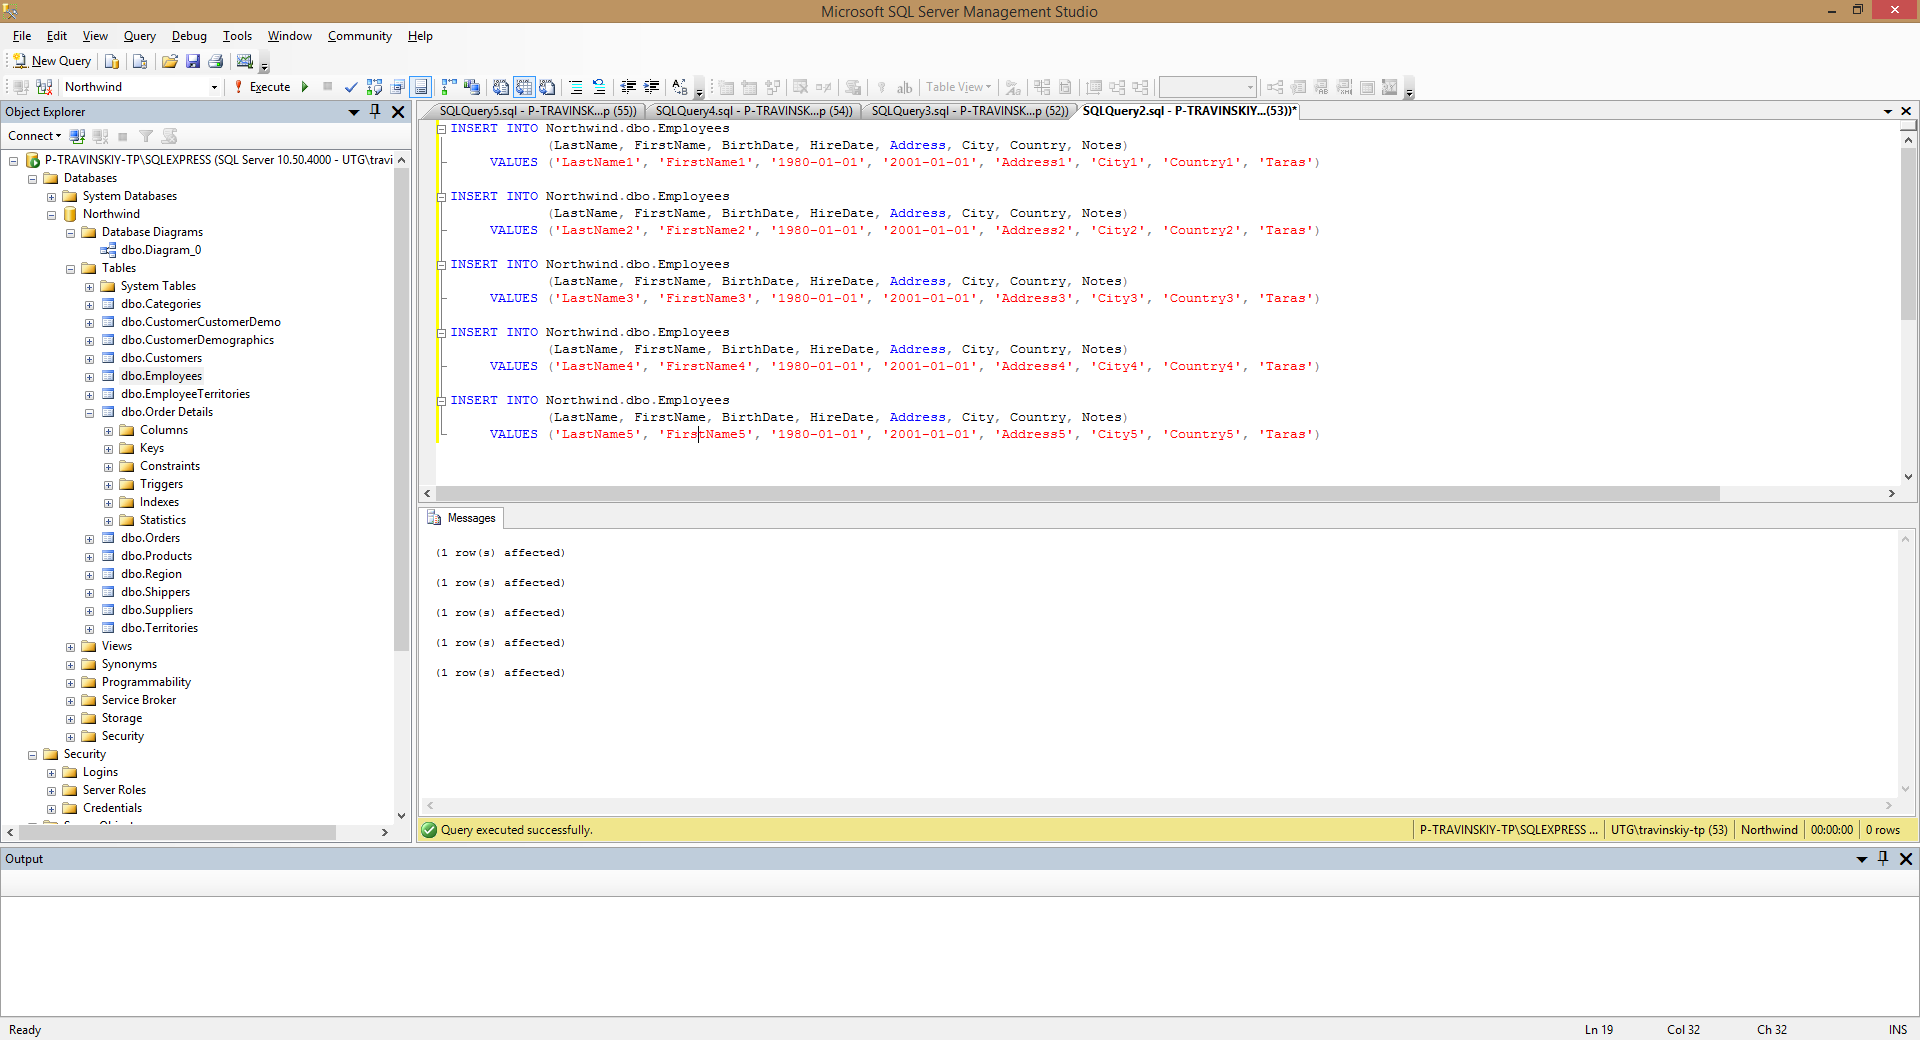 Microsoft SQL Server Management Studio
File Edit View Query Debug Tools Window Community Help
New Query
Northwind Execute Table View
Object Explorer
Connect
P-TRAVINSKIY-TP\SQLEXPRESS (SQL Server 10.50.4000 - UTG\travi
Databases
System Databases
Northwind
Database Diagrams
dbo.Diagram_0
Tables
System Tables
dbo.Categories
dbo.CustomerCustomerDemo
dbo.CustomerDemographics
dbo.Customers
dbo.Employees
dbo.EmployeeTerritories
dbo.Order Details
Columns
Keys
Constraints
Triggers
Indexes
Statistics
dbo.Orders
dbo.Products
dbo.Region
dbo.Shippers
dbo.Suppliers
dbo.Territories
Views
Synonyms
Programmability
Service Broker
Storage
Security
Security
Logins
Server Roles
Credentials
SQLQuery5.sql - P-TRAVINSK...p (55)) SQLQuery4.sql - P-TRAVINSK...p (54)) SQLQuery3.sql - P-TRAVINSK...p (52)) SQLQuery2.sql - P-TRAVINSKIY...(53))*
INSERT INTO Northwind.dbo.Employees
(LastName, FirstName, BirthDate, HireDate, Address, City, Country, Notes)
VALUES ('LastName1', 'FirstName1', '1980-01-01', '2001-01-01', 'Address1', 'City1', 'Country1', 'Taras')
INSERT INTO Northwind.dbo.Employees
(LastName, FirstName, BirthDate, HireDate, Address, City, Country, Notes)
VALUES ('LastName2', 'FirstName2', '1980-01-01', '2001-01-01', 'Address2', 'City2', 'Country2', 'Taras')
INSERT INTO Northwind.dbo.Employees
(LastName, FirstName, BirthDate, HireDate, Address, City, Country, Notes)
VALUES ('LastName3', 'FirstName3', '1980-01-01', '2001-01-01', 'Address3', 'City3', 'Country3', 'Taras')
INSERT INTO Northwind.dbo.Employees
(LastName, FirstName, BirthDate, HireDate, Address, City, Country, Notes)
VALUES ('LastName4', 'FirstName4', '1980-01-01', '2001-01-01', 'Address4', 'City4', 'Country4', 'Taras')
INSERT INTO Northwind.dbo.Employees
(LastName, FirstName, BirthDate, HireDate, Address, City, Country, Notes)
VALUES ('LastName5', 'FirstName5', '1980-01-01', '2001-01-01', 'Address5', 'City5', 'Country5', 'Taras')
Messages
(1 row(s) affected)
(1 row(s) affected)
(1 row(s) affected)
(1 row(s) affected)
(1 row(s) affected)
Query executed successfully. P-TRAVINSKIY-TP\SQLEXPRESS ... UTG\travinskiy-tp (53) Northwind 00:00:00 0 rows
Output
Ready Ln 19 Col 32 Ch 32 INS